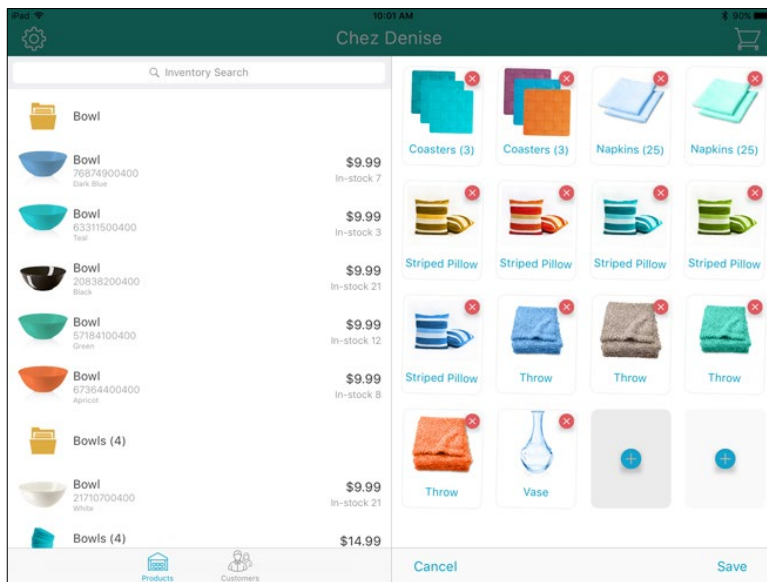 iPad
10:01 AM
90%
Chez Denise
Inventory Search
Bowl
Bowl
76874900400
Dark Blue
$9.99
In-stock 7
Bowl
63311500400
Teal
$9.99
In-stock 3
Bowl
20838200400
Black
$9.99
In-stock 21
Bowl
57184100400
Green
$9.99
In-stock 12
Bowl
67364400400
Apricot
$9.99
In-stock 8
Bowls (4)
Bowl
21710700400
White
$9.99
In-stock 21
Bowls (4)
$14.99
Products
Customers
Coasters (3)
Coasters (3)
Napkins (25)
Napkins (25)
Striped Pillow
Striped Pillow
Striped Pillow
Striped Pillow
Striped Pillow
Throw
Throw
Throw
Throw
Vase
Cancel
Save